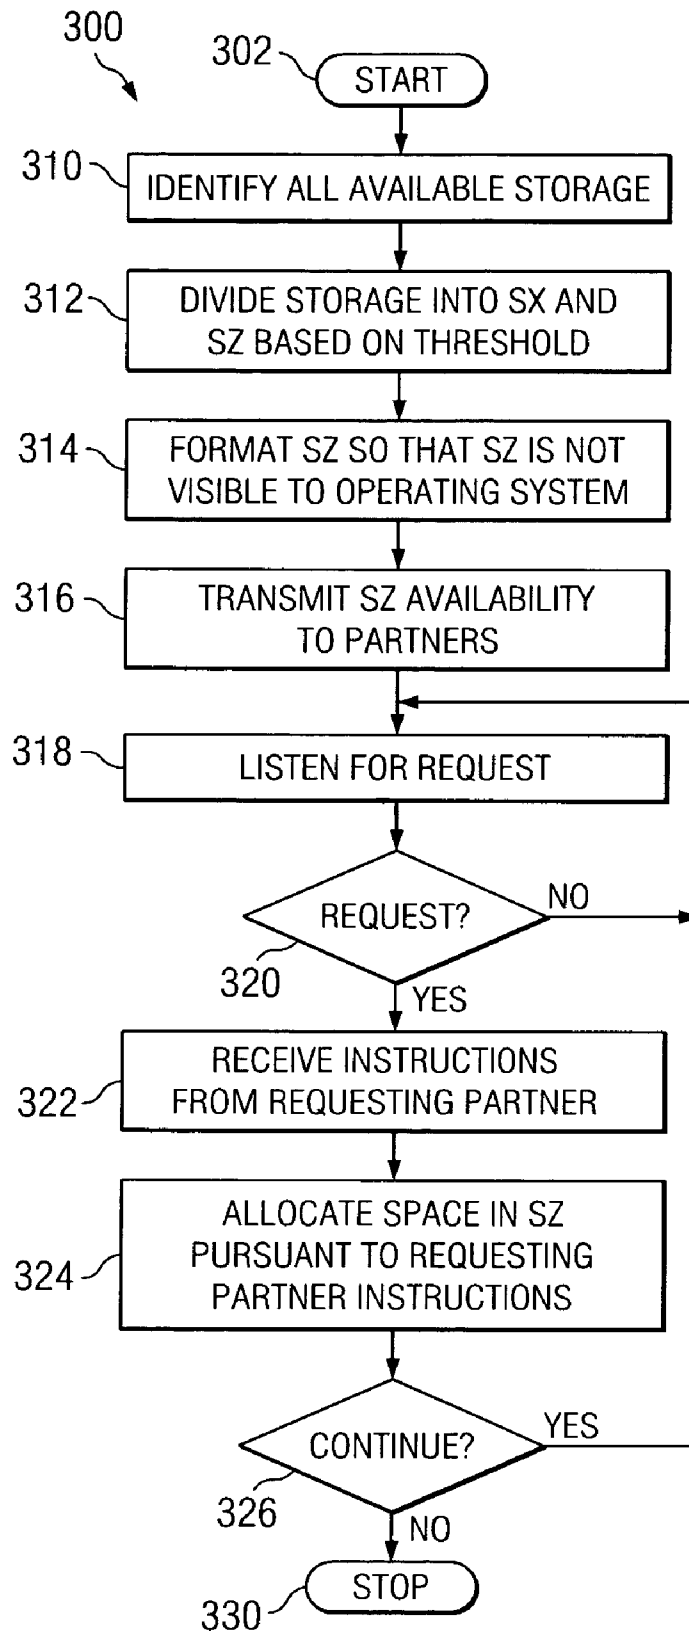 300
302
START
310
IDENTIFY ALL AVAILABLE STORAGE
312
DIVIDE STORAGE INTO SX AND
SZ BASED ON THRESHOLD
314
FORMAT SZ SO THAT SZ IS NOT
VISIBLE TO OPERATING SYSTEM
316
TRANSMIT SZ AVAILABILITY
TO PARTNERS
318
LISTEN FOR REQUEST
REQUEST?
NO
320
YES
322
RECEIVE INSTRUCTIONS
FROM REQUESTING PARTNER
324
ALLOCATE SPACE IN SZ
PURSUANT TO REQUESTING
PARTNER INSTRUCTIONS
CONTINUE?
YES
326
NO
330
STOP